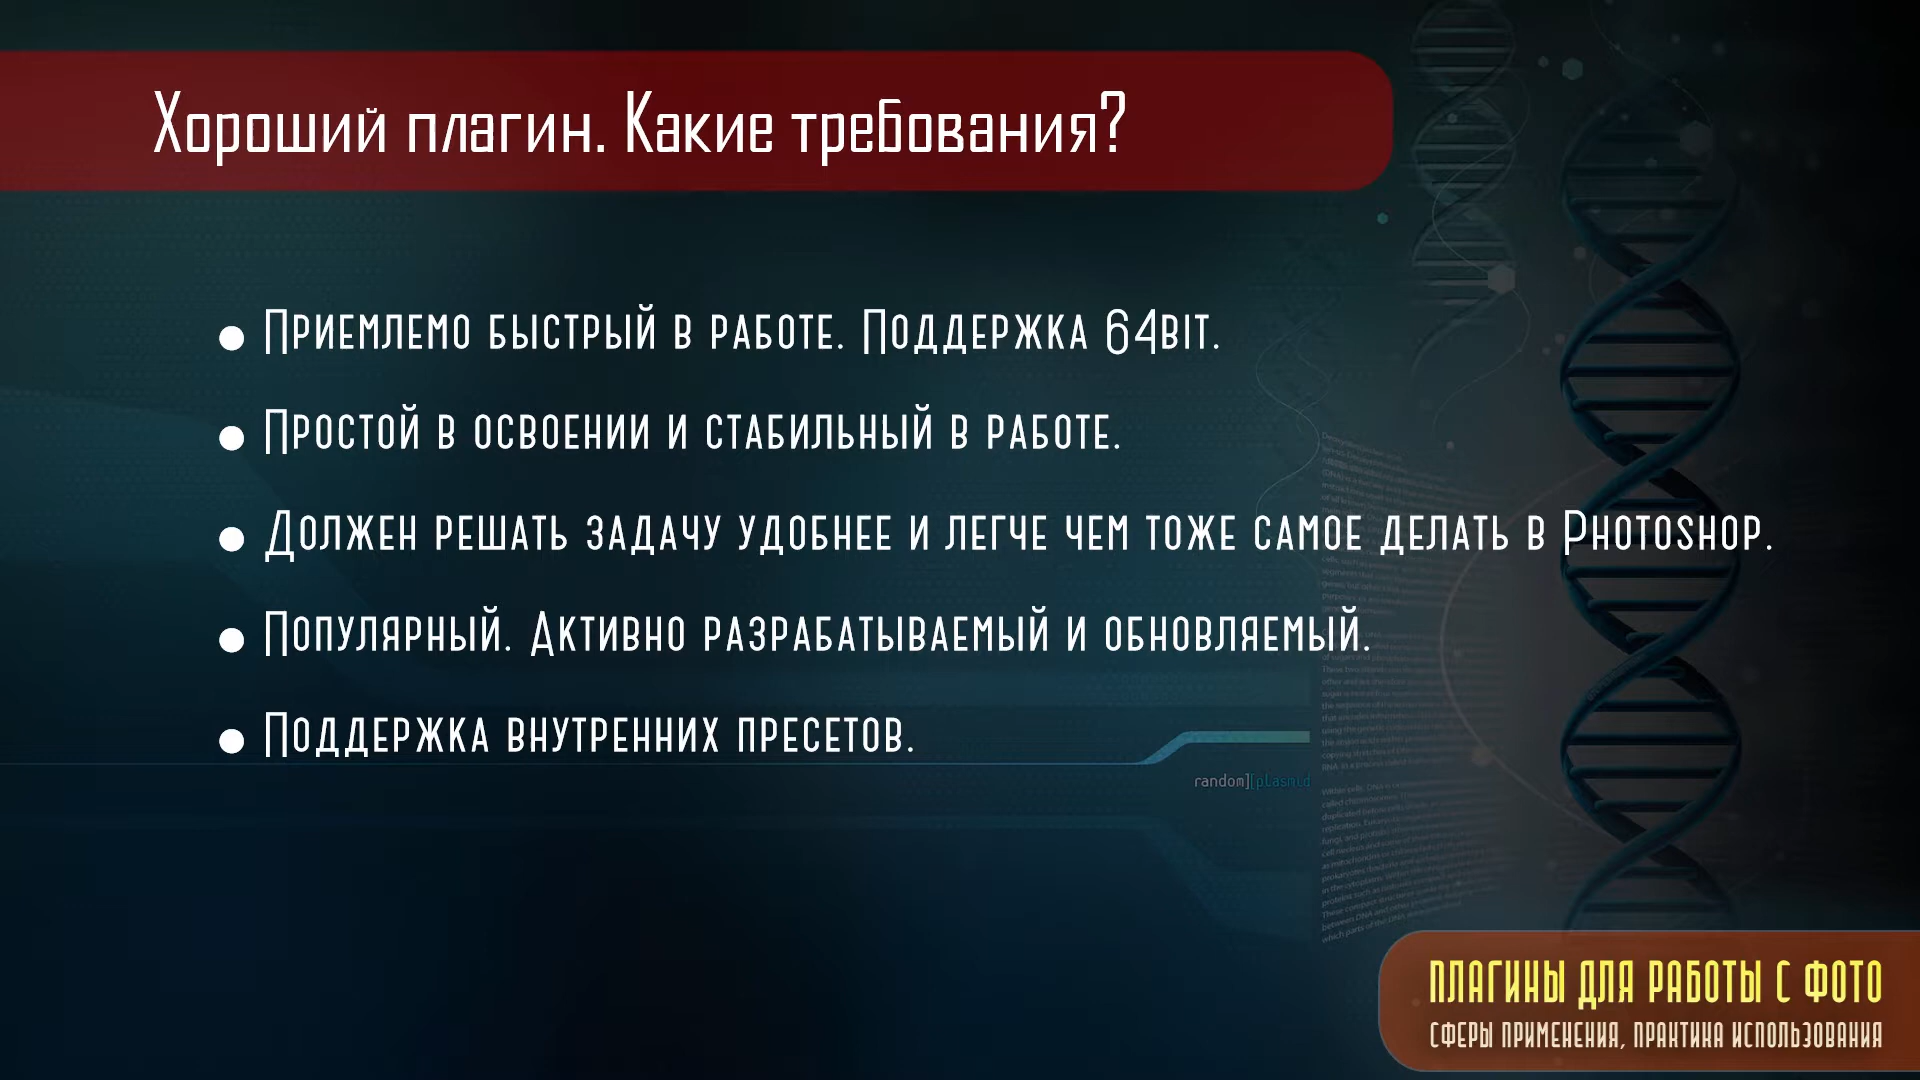 Хороший плагин. Какие требования?
Приемлемо быстрый в работе. Поддержка 64bit.
Простой в освоении и стабильный в работе.
Должен решать задачу удобнее и легче чем тоже самое делать в Photoshop.
Популярный. Активно разрабатываемый и обновляемый.
Поддержка внутренних пресетов.
random][plasmid
ПЛАГИНЫ ДЛЯ РАБОТЫ С ФОТО
СФЕРЫ ПРИМЕНЕНИЯ, ПРАКТИКА ИСПОЛЬЗОВАНИЯ